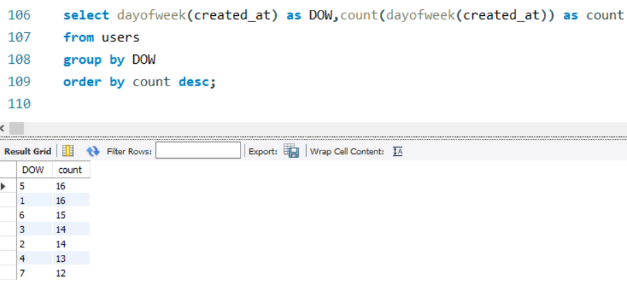 106 select dayofweek(created_at) as DOW,count(dayofweek(created_at)) as count
107 from users
108 group by DOW
109 order by count desc;
110
Result Grid Filter Rows: Export: Wrap Cell Content:
DOW count
5 16
1 16
6 15
3 14
2 14
4 13
7 12